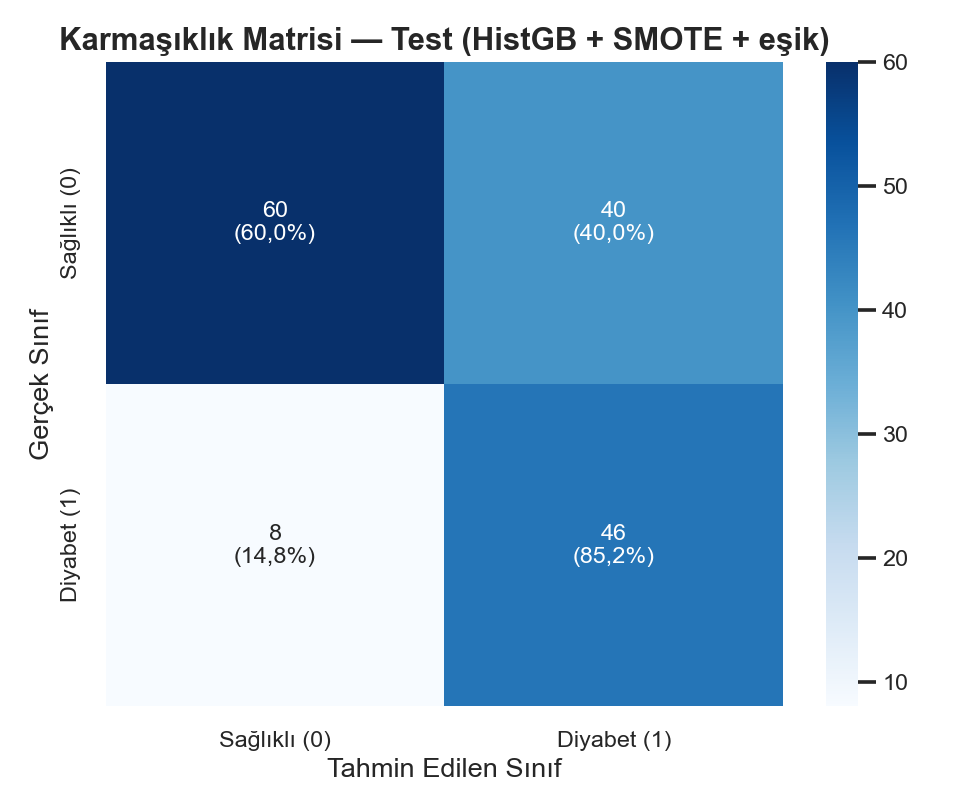 Karmaşıklık Matrisi — Test (HistGB + SMOTE + eşik)
Gerçek Sınıf
Sağlıklı (0)
Diyabet (1)
60
(60,0%)
40
(40,0%)
8
(14,8%)
46
(85,2%)
Sağlıklı (0)
Diyabet (1)
Tahmin Edilen Sınıf
60
50
40
30
20
10